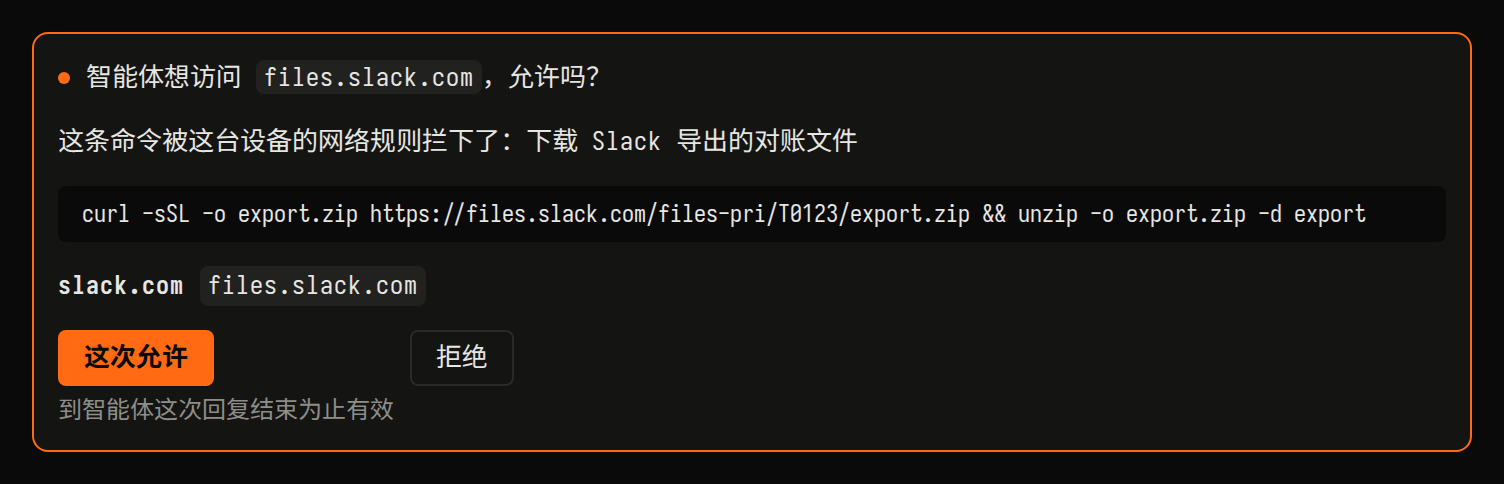 智能体想访问 files.slack.com，允许吗？
这条命令被这台设备的网络规则拦下了：下载 Slack 导出的对账文件
curl -sSL -o export.zip https://files.slack.com/files-pri/T0123/export.zip && unzip -o export.zip -d export
slack.com files.slack.com
这次允许 拒绝
到智能体这次回复结束为止有效